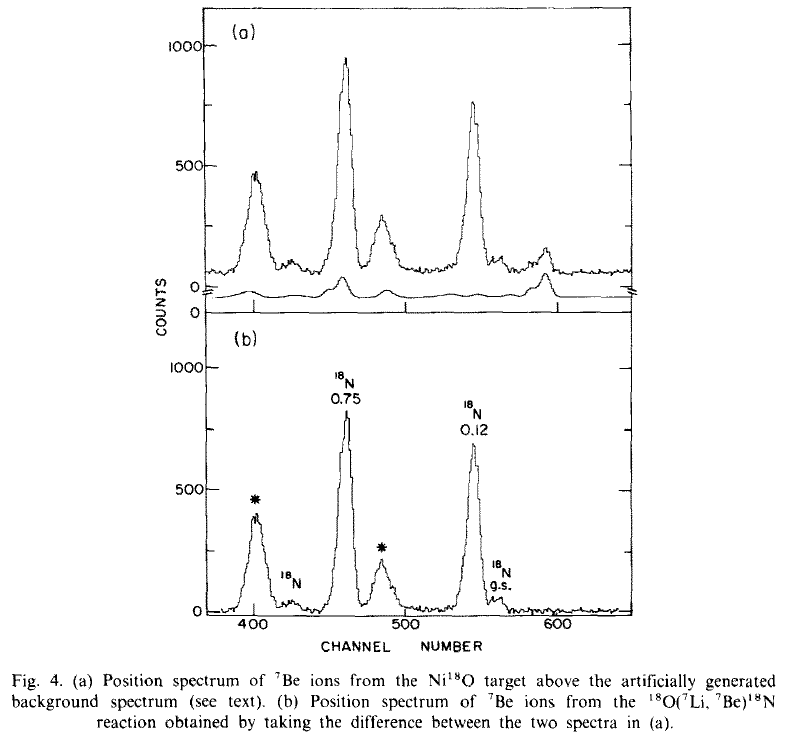 1000
(a)
500
0
COUNTS
0
(b)
1000
¹⁸N
0.75
¹⁸N
0.12
500
*
¹⁸N
*
¹⁸N
g.s.
0
400 500 600
CHANNEL NUMBER
Fig. 4. (a) Position spectrum of ⁷Be ions from the Ni¹⁸O target above the artificially generated
background spectrum (see text). (b) Position spectrum of ⁷Be ions from the ¹⁸O(⁷Li, ⁷Be)¹⁸N
reaction obtained by taking the difference between the two spectra in (a).